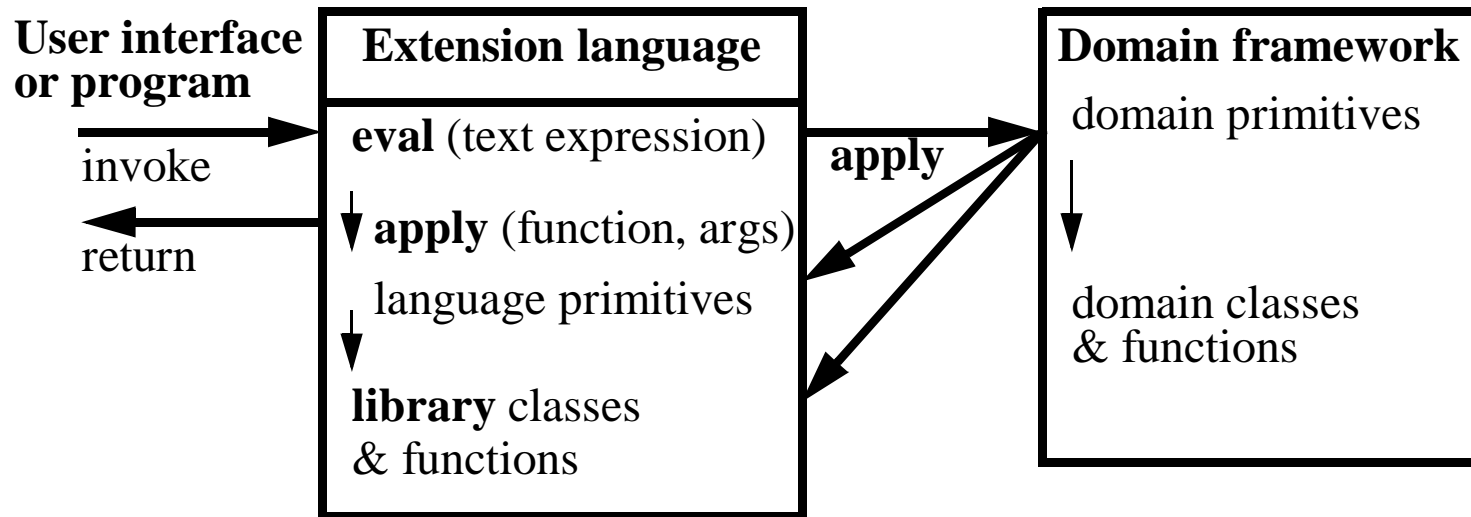 User interface
or program
invoke
return
Extension language
eval (text expression)
apply (function, args)
language primitives
library classes
& functions
apply
Domain framework
domain primitives
domain classes
& functions